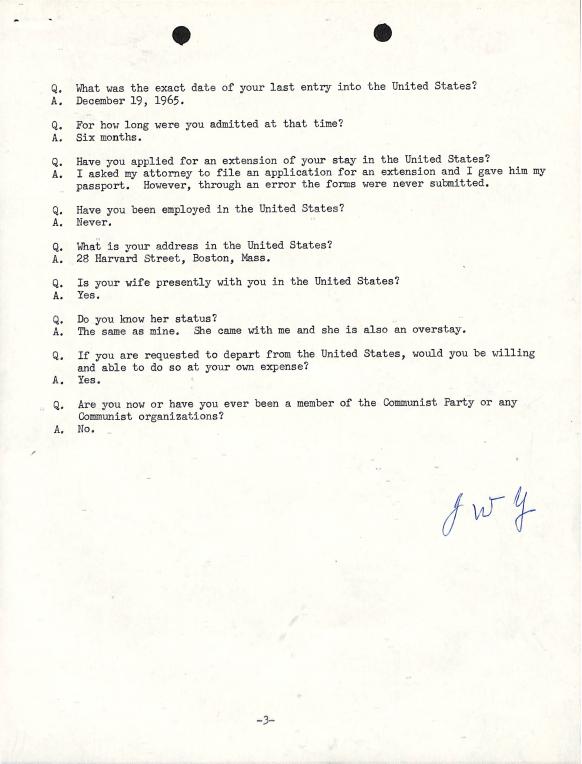 Q. What was the exact date of your last entry into the United States?
A. December 19, 1965.
Q. For how long were you admitted at that time?
A. Six months.
Q. Have you applied for an extension of your stay in the United States?
A. I asked my attorney to file an application for an extension and I gave him my
passport. However, through an error the forms were never submitted.
Q. Have you been employed in the United States?
A. Never.
Q. What is your address in the United States?
A. 28 Harvard Street, Boston, Mass.
Q. Is your wife presently with you in the United States?
A. Yes.
Q. Do you know her status?
A. The same as mine. She came with me and she is also an overstay.
Q. If you are requested to depart from the United States, would you be willing
and able to do so at your own expense?
A. Yes.
Q. Are you now or have you ever been a member of the Communist Party or any
Communist organizations?
A. No.
J W Y
-3-